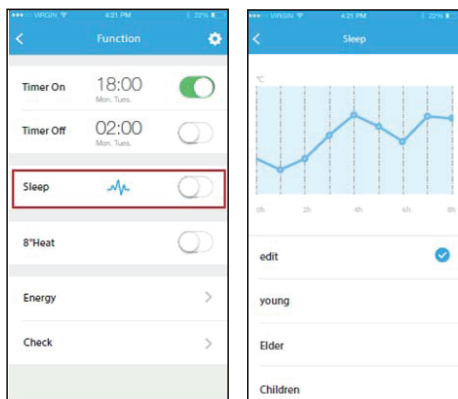 VIRGIN 4:21 PM 22%
Function
Timer On 18:00
Mon. Tues.
Timer Off 02:00
Mon. Tues.
Sleep
8°Heat
Energy
Check
VIRGIN 4:21 PM 22%
Sleep
°C
0h 2h 4h 6h 8h
edit
young
Elder
Children